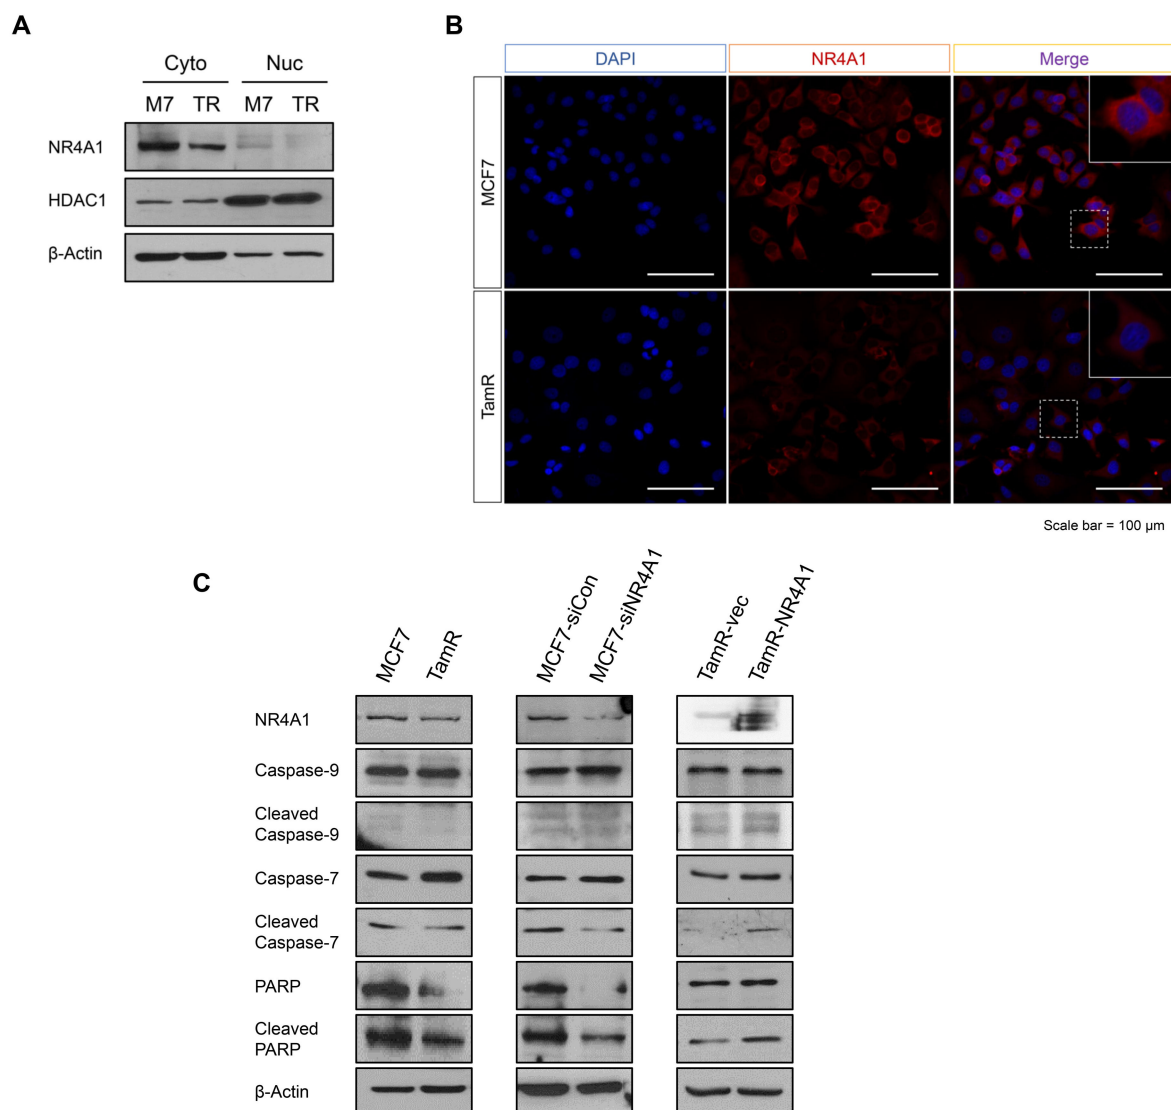 A
Cyto Nuc
M7 TR M7 TR
NR4A1
HDAC1
β-Actin
B
DAPI NR4A1 Merge
MCF7
TamR
Scale bar = 100 μm
C
MCF7 TamR MCF7-siCon MCF7-siNR4A1 TamR-vec TamR-NR4A1
NR4A1
Caspase-9
Cleaved
Caspase-9
Caspase-7
Cleaved
Caspase-7
PARP
Cleaved
PARP
β-Actin